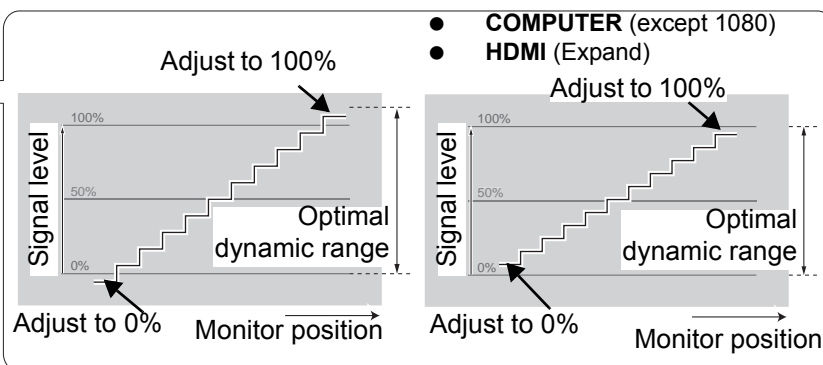 ● COMPUTER (except 1080)
● HDMI (Expand)
Adjust to 100%
100%
50%
0%
Signal level
Optimal
dynamic range
Adjust to 0%
Monitor position
Adjust to 100%
100%
50%
0%
Signal level
Optimal
dynamic range
Adjust to 0%
Monitor position